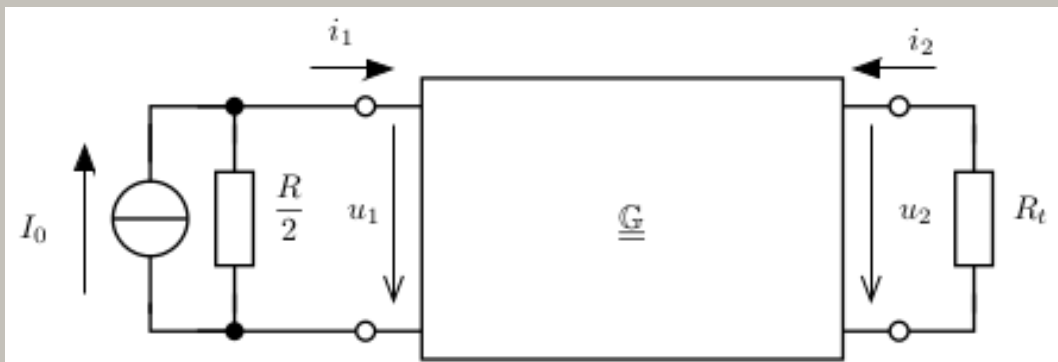 i₁
i₂
I₀
R/2
u₁
𝔾
u₂
Rₜ